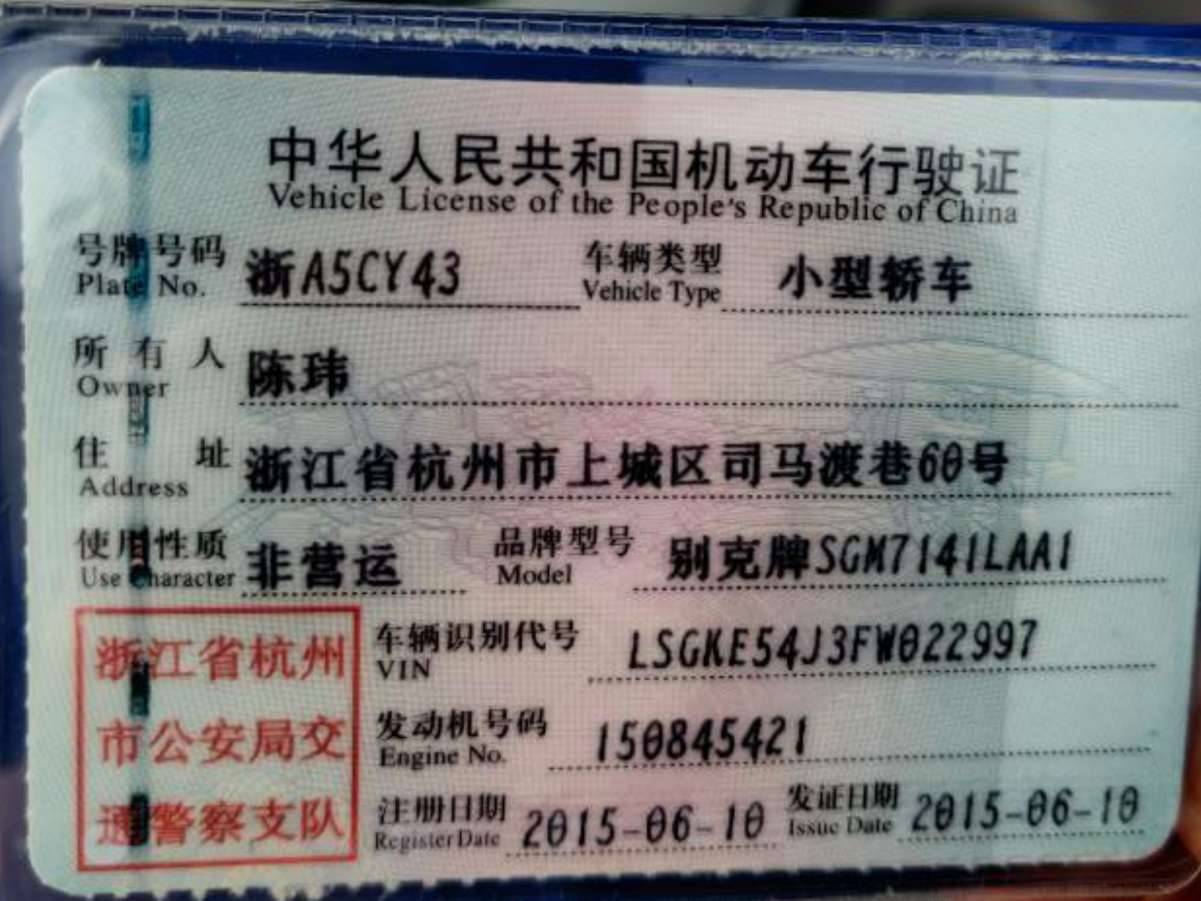 中华人民共和国机动车行驶证
Vehicle License of the People's Republic of China
号牌号码 浙A5CY43 车辆类型 小型轿车
Plate No. Vehicle Type
所有人 陈玮
Owner
住址 浙江省杭州市上城区司马渡巷60号
Address
使用性质 非营运 品牌型号 别克牌SGM7141LAA1
Use Character Model
浙江省杭州 车辆识别代号 LSGKE54J3FW022997
VIN
市公安局交 发动机号码 150845421
Engine No.
通警察支队 注册日期 2015-06-10 发证日期 2015-06-10
Register Date Issue Date